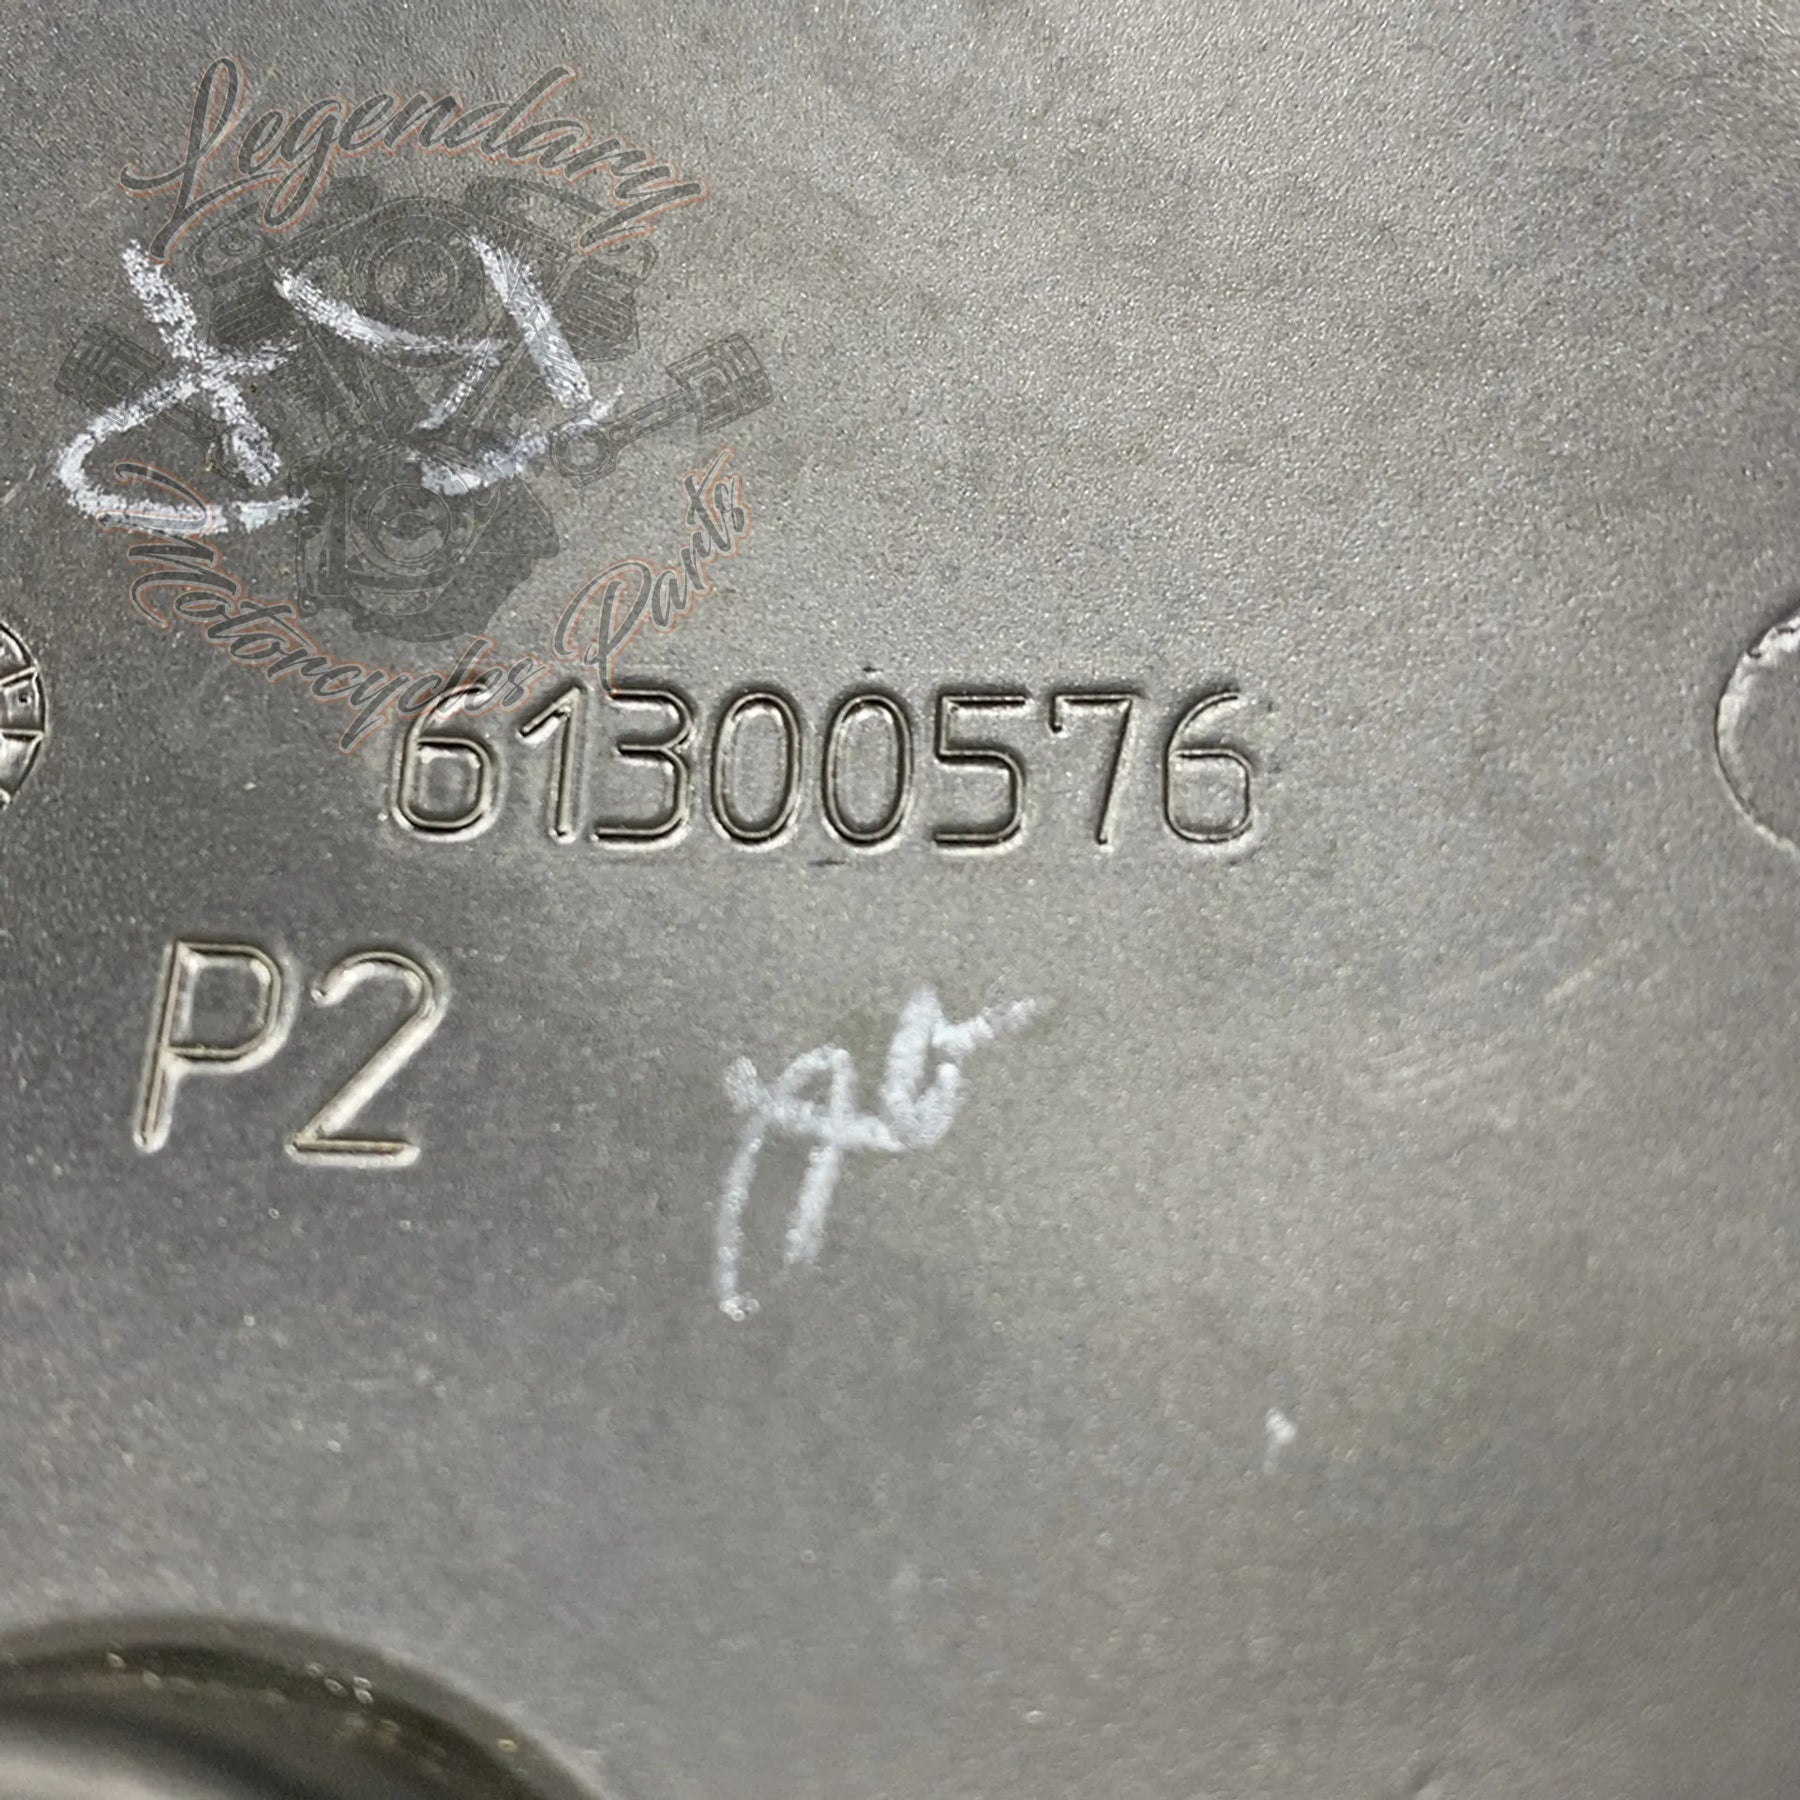 Legendary
Motorcycles Parts
61300576
P2